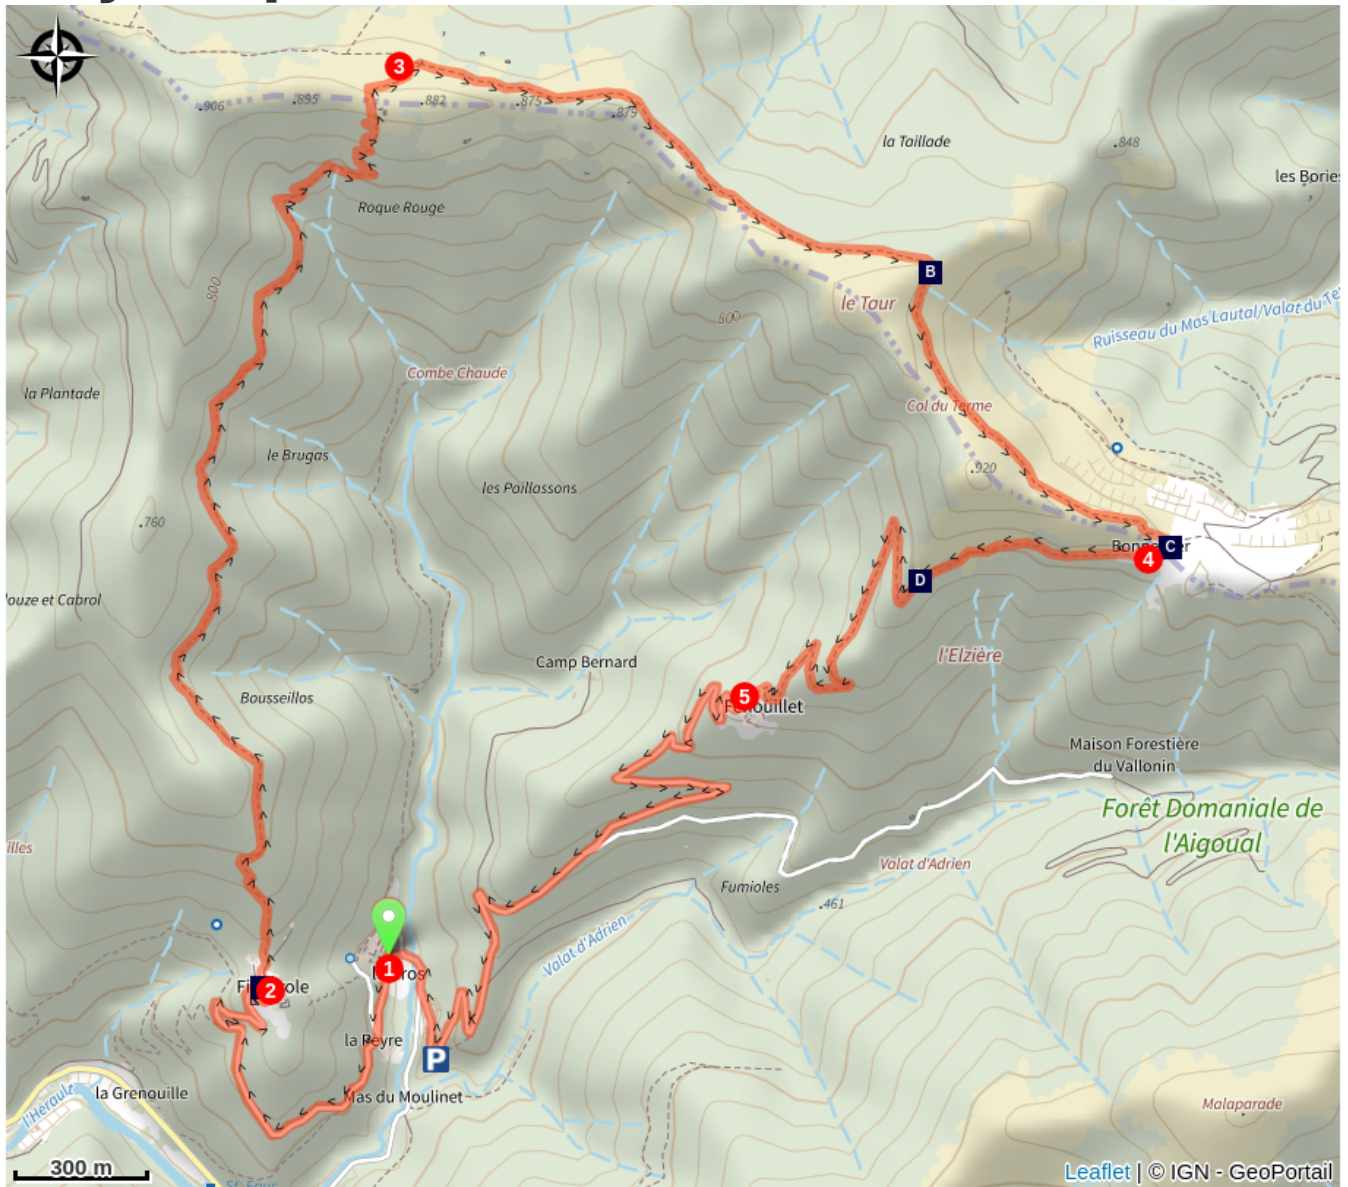 3
.906
.895
882
.875
.879
la Taillade
.848
les Borie
Roque Rouge
800
B
le Tour
800
Ruisseau du Mas Lautal/Valat du Te
Combe Chaude
la Plantade
Col du Terme
le Brugas
.920
les Paillassons
.760
C
4
D
louze et Cabrol
Camp Bernard
l'Elzière
5
Bousseillos
Maison Forestière
du Vallonin
Forêt Domaniale de
l'Aigoual
illes
Valat d'Adrien
Fumioles
.461
Valat d'Adrien
1
2
la Peyre
P
la Grenouille
Mas du Moulinet
l'Hérault
Malaparade
300 m
Leaflet | © IGN - GeoPortail